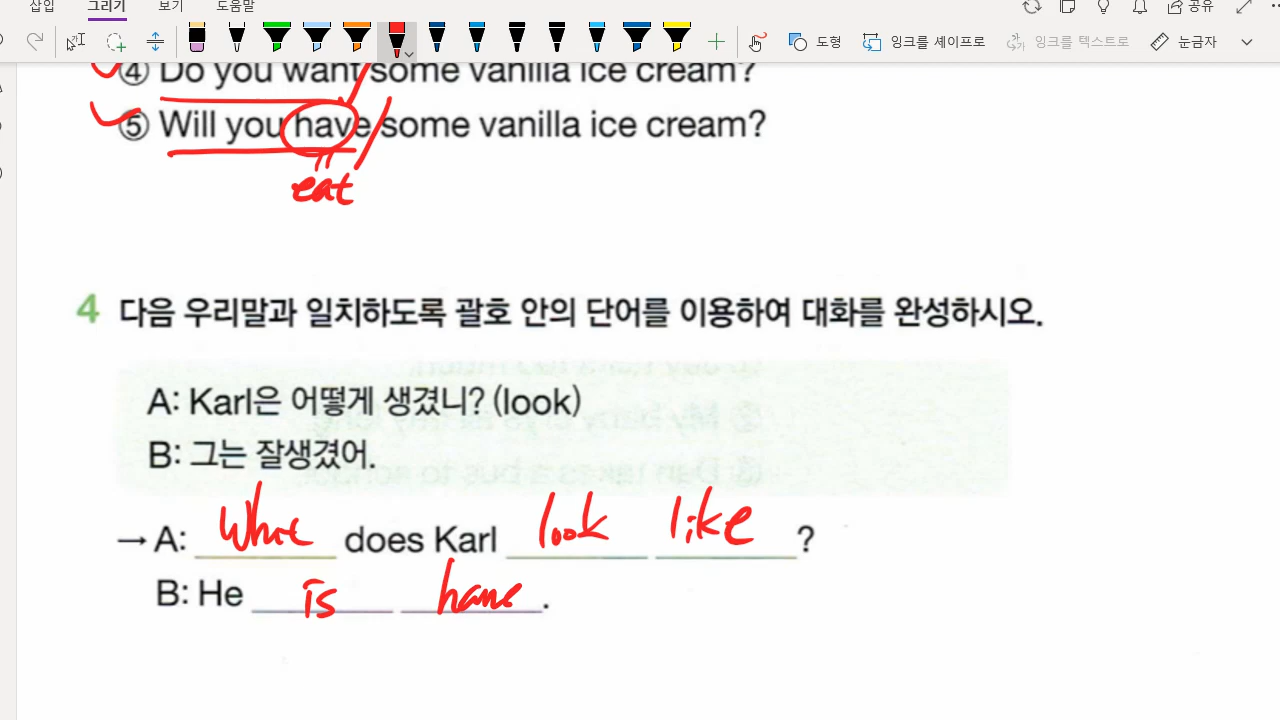 삽입 그리기 보기 도움말 공유
도형 잉크를 셰이프로 잉크를 텍스트로 눈금자
④ Do you want some vanilla ice cream?
⑤ Will you have some vanilla ice cream?
eat
4 다음 우리말과 일치하도록 괄호 안의 단어를 이용하여 대화를 완성하시오.
A: Karl은 어떻게 생겼니? (look)
B: 그는 잘생겼어.
→ A: What does Karl look like ?
B: He is .